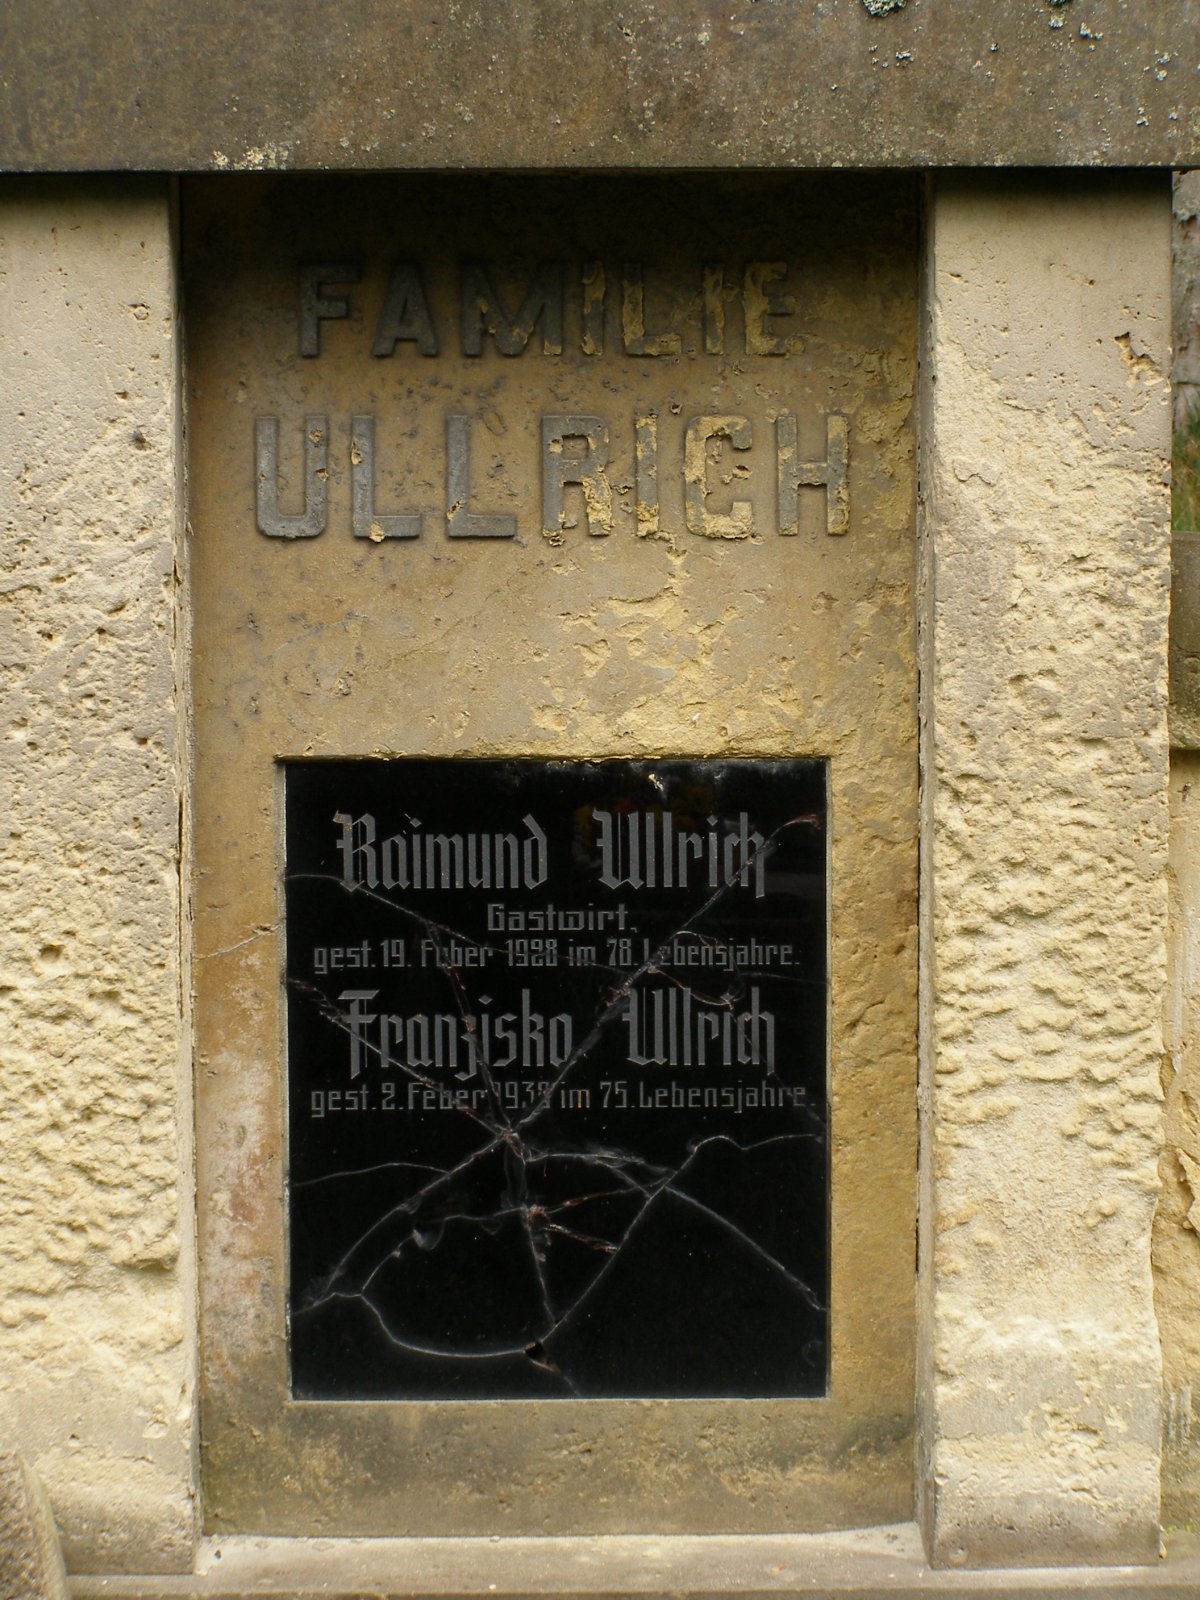 FAMILIE
ULLRICH
Raimund Ullrich
Gastwirt.
gest. 19. Feber 1928 im 78. Lebensjahre.
Franziska Ullrich
gest. 2. Feber im 75. Lebensjahre.